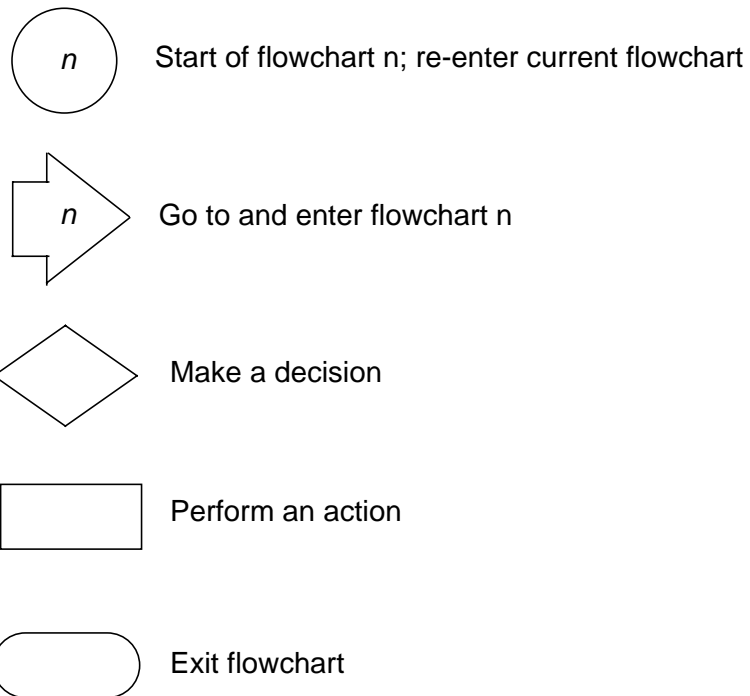 n Start of flowchart n; re-enter current flowchart
n Go to and enter flowchart n
Make a decision
Perform an action
Exit flowchart